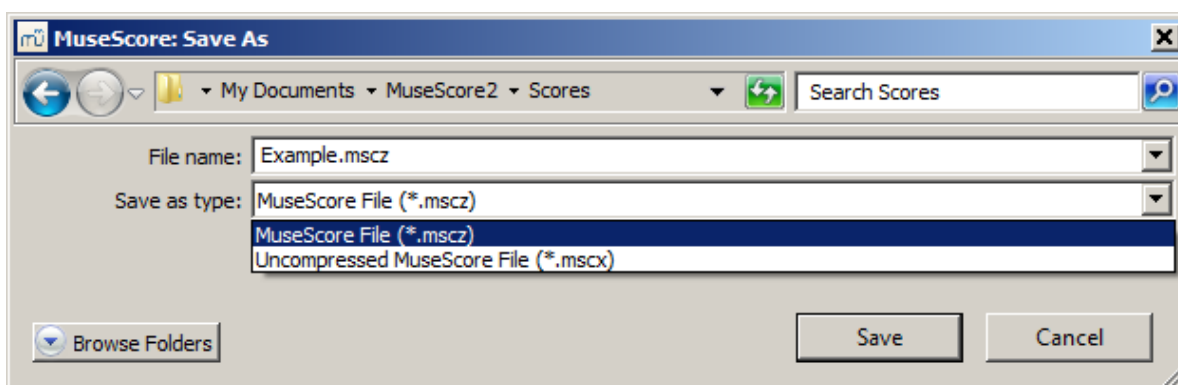 mü MuseScore: Save As
My Documents MuseScore2 Scores Search Scores
File name: Example.mscz
Save as type: MuseScore File (*.mscz)
MuseScore File (*.mscz)
Uncompressed MuseScore File (*.mscx)
Browse Folders Save Cancel